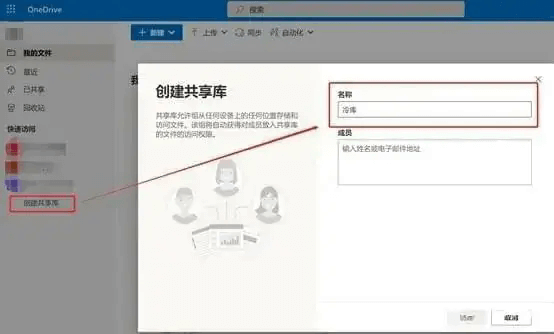 OneDrive
搜索
新建
上传
同步
自动化
我的文件
最近
已共享
回收站
快速访问
创建共享库
创建共享库
共享库允许组从任何设备上的任何位置存储和
访问文件。该组将自动获得对成员放入共享库
的文件的访问权限。
名称
冷库
成员
输入姓名或电子邮件地址
取消